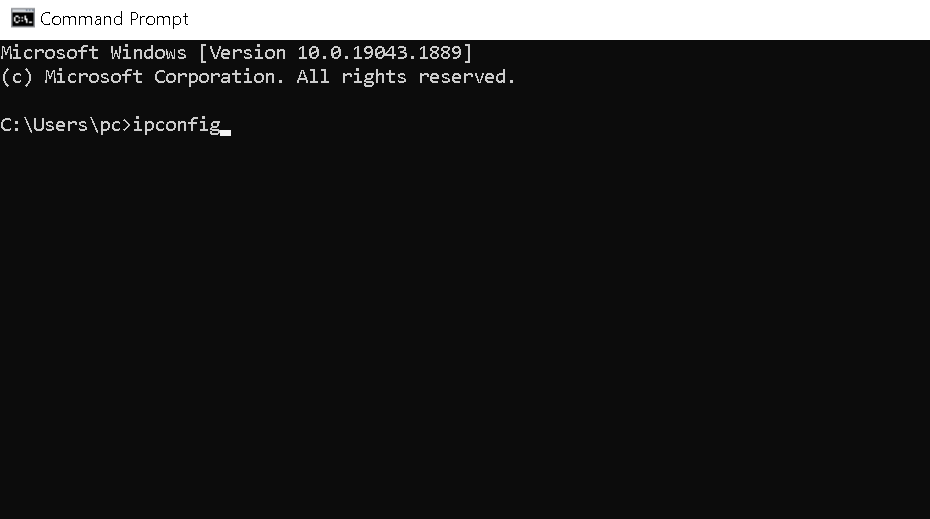 Command Prompt
Microsoft Windows [Version 10.0.19043.1889]
(c) Microsoft Corporation. All rights reserved.
C:\Users\pc>ipconfig